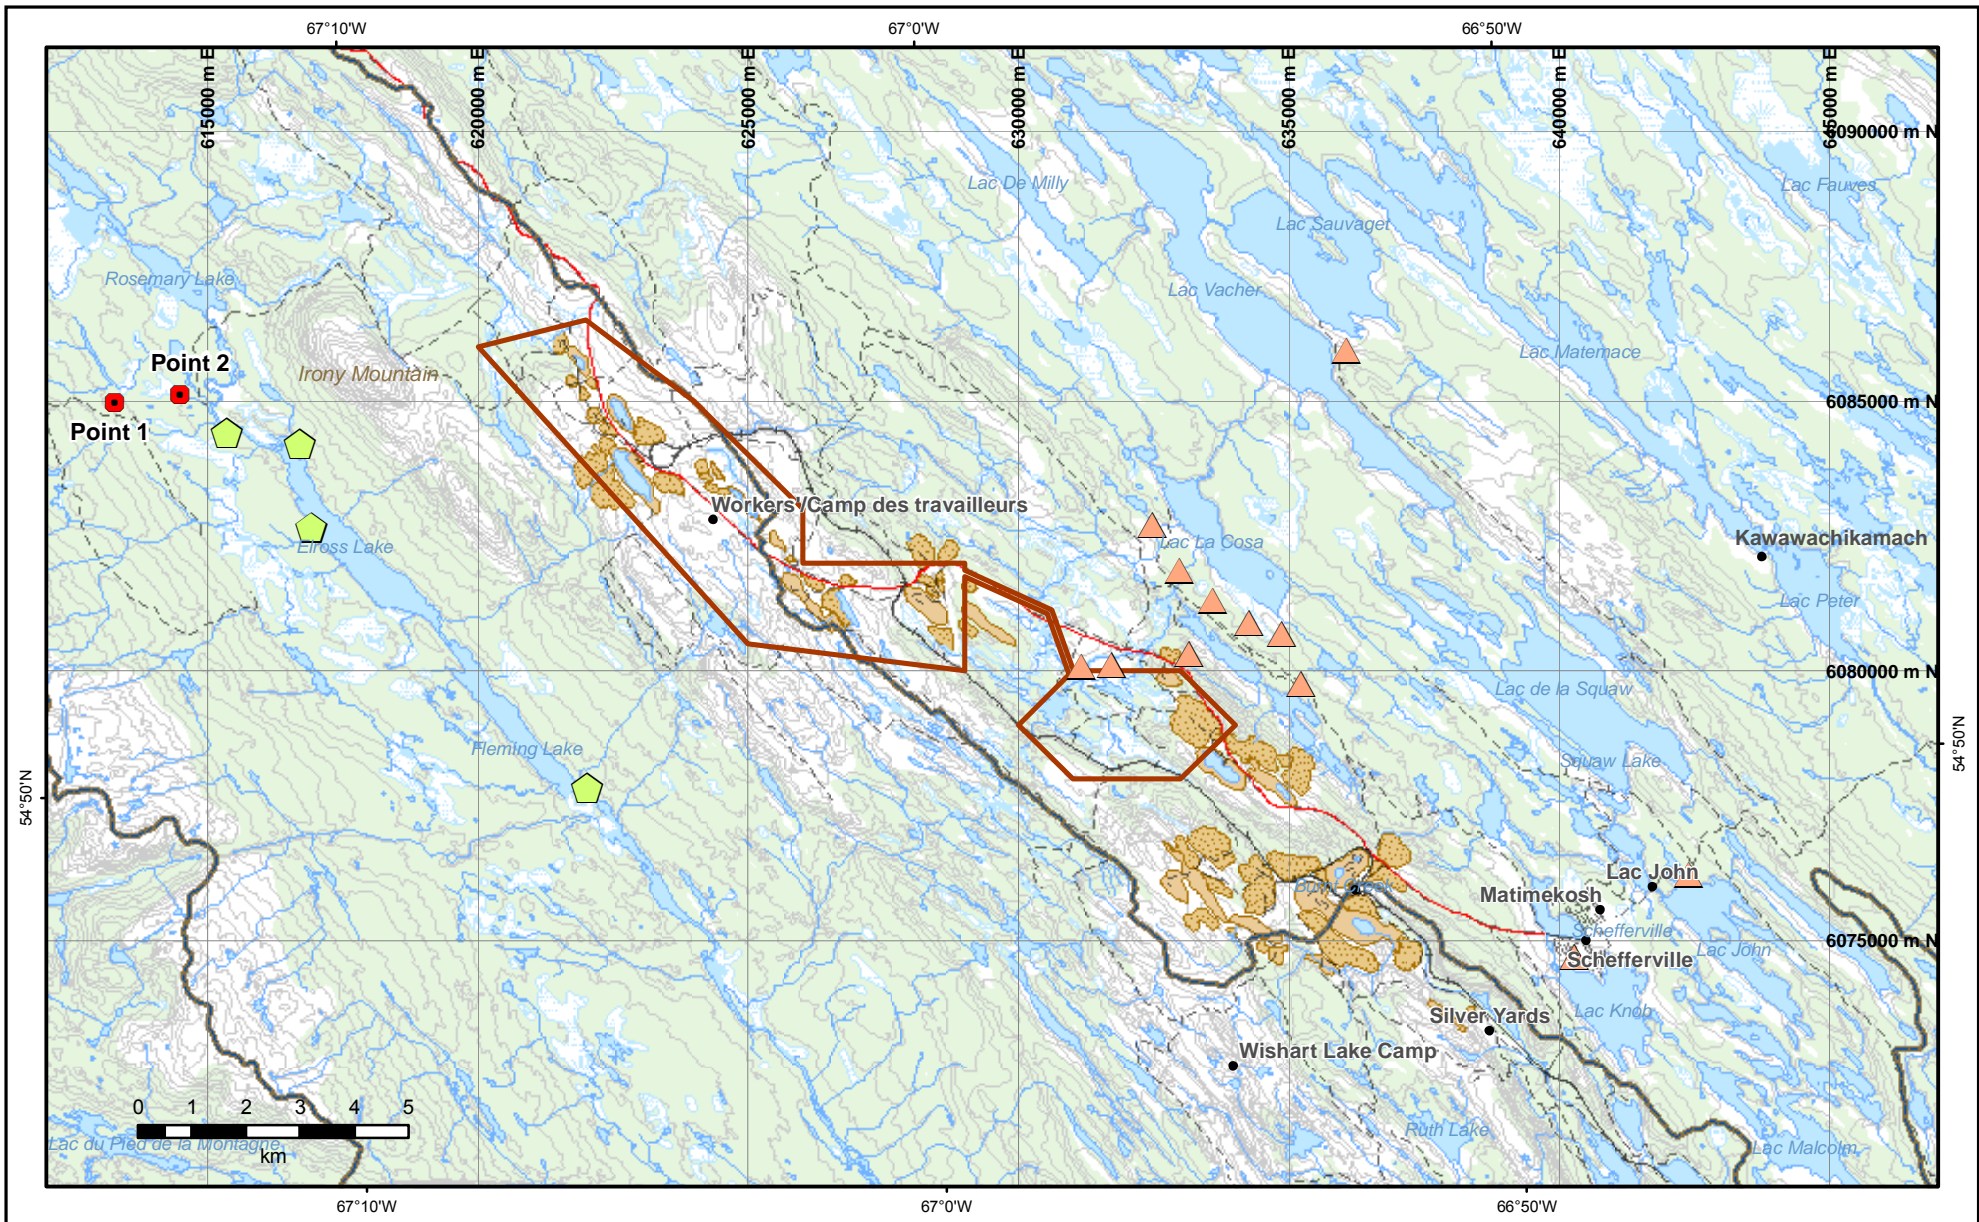 67°10'W 67°0'W 66°50'W
615000 m E
620000 m E
625000 m E
630000 m E
635000 m E
640000 m E
6090000 m N
Lac De Milly
Lac Fauves
Lac Sauvaget
Rosemary Lake
Lac Vacher
Lac Matemace
Point 2
Irony Mountain
6085000 m N
Point 1
Workers'/Camp des travailleurs
Kawawachikamach
Elross Lake
Lac La Cosa
Lac Peter
6080000 m N
Lac de la Squaw
Fleming Lake
Squaw Lake
54°50'N
54°50'N
Lac John
Burnt Creek
Matimekosh
Schefferville
6075000 m N
Lac John
Schefferville
Silver Yards
Lac Knob
Wishart Lake Camp
0 1 2 3 4 5
km
Lac du Pied de la Montagne
Ruth Lake
Lac Malcolm
67°10'W 67°0'W 66°50'W